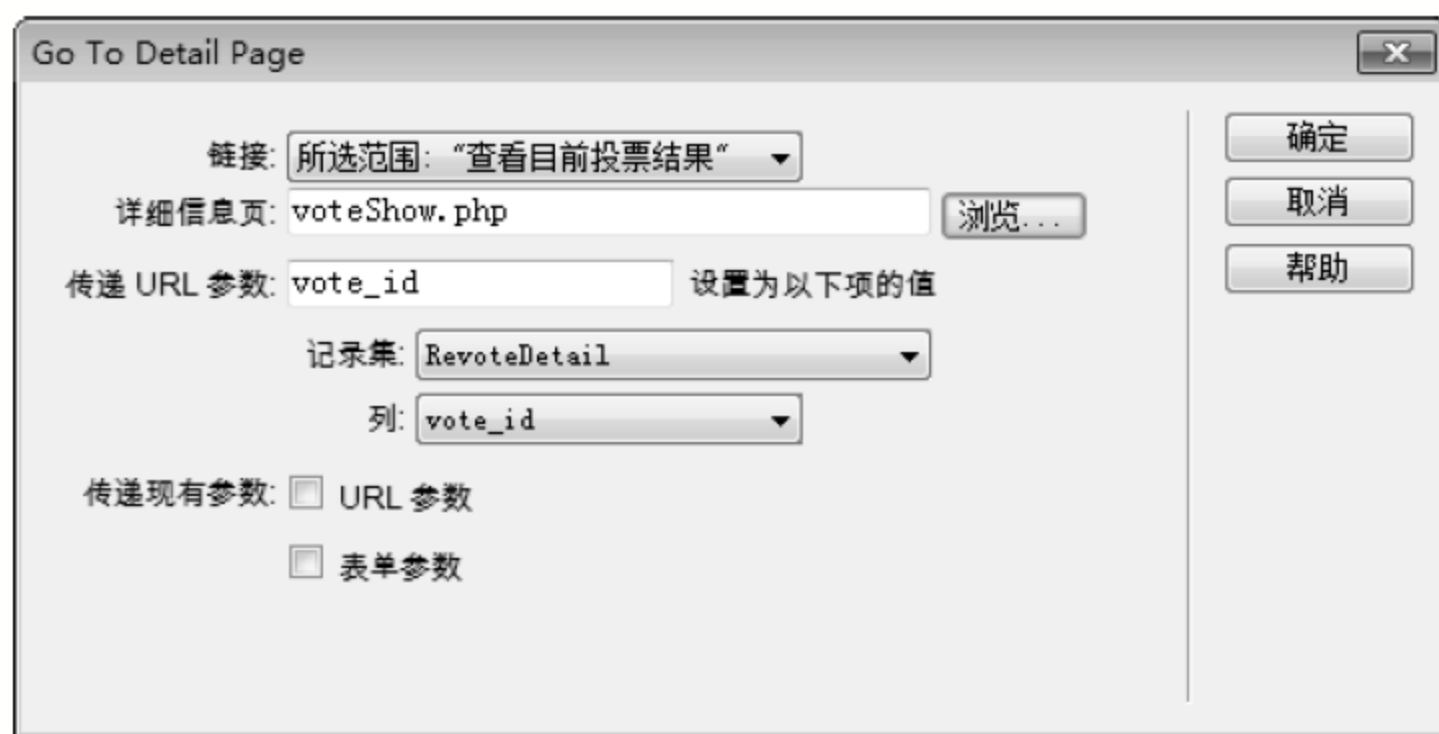 Go To Detail Page
链接: 所选范围: “查看目前投票结果” 确定
详细信息页: voteShow.php 浏览... 取消
传递 URL 参数: vote_id 设置为以下项的值 帮助
记录集: RevoteDetail
列: vote_id
传递现有参数: URL 参数
表单参数